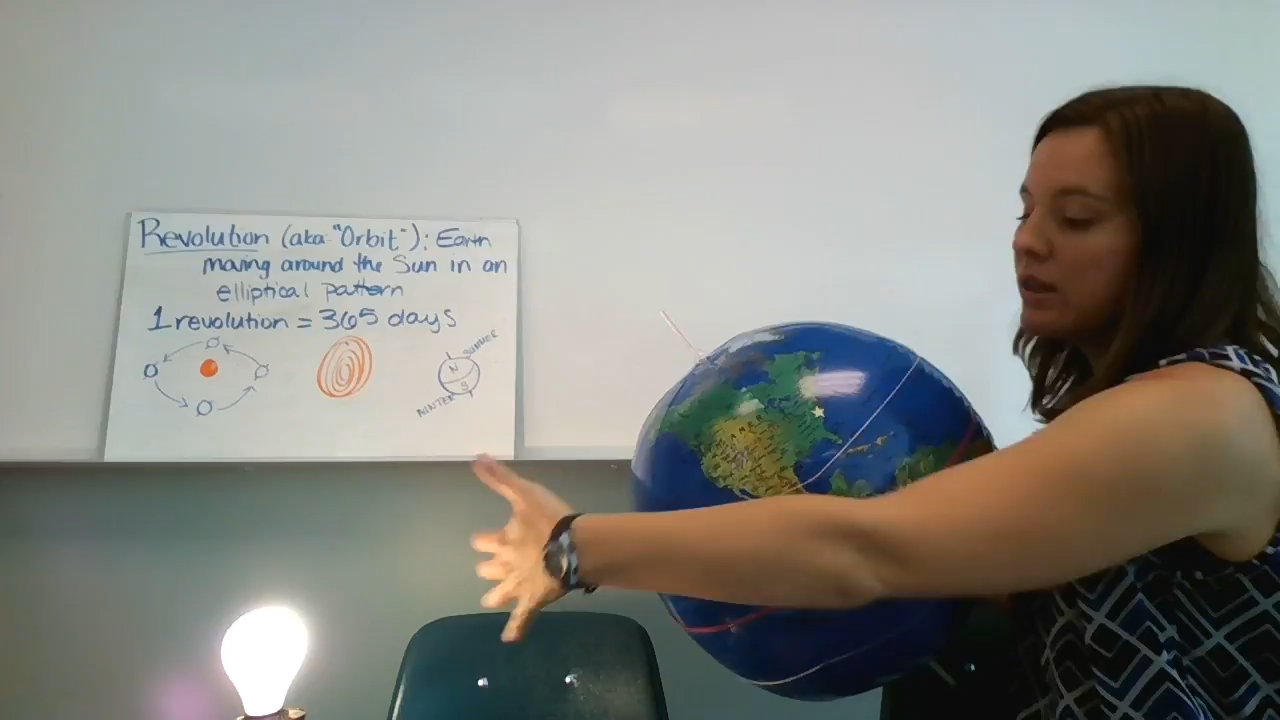 Revolution (aka "Orbit"): Earth
moving around the Sun in an
elliptical pattern
1 revolution = 365 days
SUMMER
N
S
WINTER